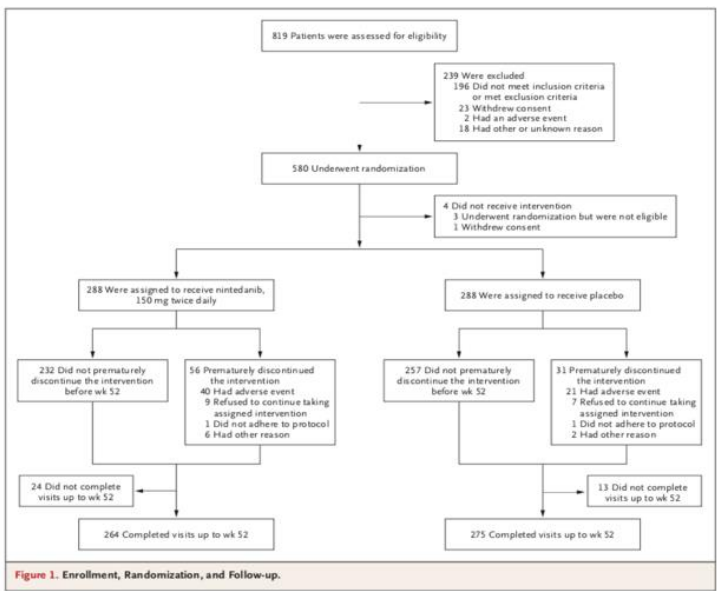 819 Patients were assessed for eligibility
239 Were excluded
196 Did not meet inclusion criteria
or met exclusion criteria
23 Withdrew consent
2 Had an adverse event
18 Had other or unknown reason
580 Underwent randomization
4 Did not receive intervention
3 Underwent randomization but were not eligible
1 Withdrew consent
288 Were assigned to receive nintedanib,
150 mg twice daily
288 Were assigned to receive placebo
232 Did not prematurely
discontinue the intervention
before wk 52
56 Prematurely discontinued
the intervention
40 Had adverse event
9 Refused to continue taking
assigned intervention
1 Did not adhere to protocol
6 Had other reason
257 Did not prematurely
discontinue the intervention
before wk 52
31 Prematurely discontinued
the intervention
21 Had adverse event
7 Refused to continue taking
assigned intervention
1 Did not adhere to protocol
2 Had other reason
24 Did not complete
visits up to wk 52
13 Did not complete
visits up to wk 52
264 Completed visits up to wk 52
275 Completed visits up to wk 52
Figure 1. Enrollment, Randomization, and Follow-up.